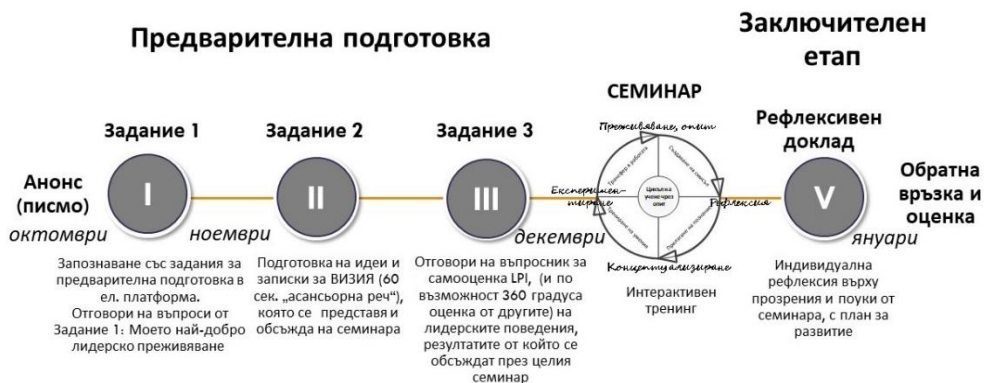 Предварителна подготовка
Заключителен
етап
Анонс
(писмо)
октомври
Задание 1
I
Запознаване със задания за
предварителна подготовка в
ел. платформа.
Отговори на въпроси от
Задание 1: Моето най-добро
лидерско преживяване
ноември
Задание 2
II
Подготовка на идеи и
записки за ВИЗИЯ (60
сек. „асансьорна реч“),
която се представя и
обсъжда на семинара
Задание 3
III
декември
Отговори на въпросник за
самооценка LPI, (и по
възможност 360 градуса
оценка от другите) на
лидерските поведения,
резултатите от който се
обсъждат през целия
семинар
СЕМИНАР
Преживяване, опит
Експеримен-
тиране
Рефлексия
Концептуализиране
Цикъл на
учене чрез
опит
Интерактивен
тренинг
Рефлексивен
доклад
V
януари
Индивидуална
рефлексия върху
прозрения и поуки от
семинара, с план за
развитие
Обратна
връзка и
оценка